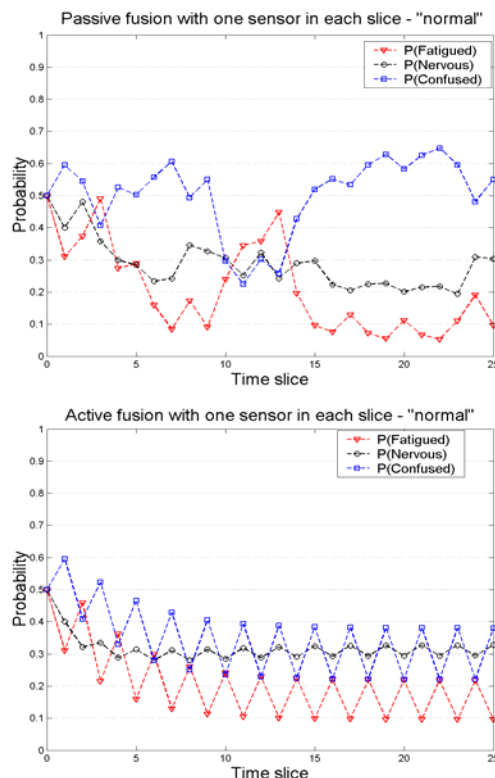 Passive fusion with one sensor in each slice - "normal"
1
0.9
0.8
0.7
0.6
0.5
0.4
0.3
0.2
0.1
0
Probability
P(Fatigued)
P(Nervous)
P(Confused)
0 5 10 15 20 25
Time slice
Active fusion with one sensor in each slice - "normal"
1
0.9
0.8
0.7
0.6
0.5
0.4
0.3
0.2
0.1
0
Probability
P(Fatigued)
P(Nervous)
P(Confused)
0 5 10 15 20 25
Time slice